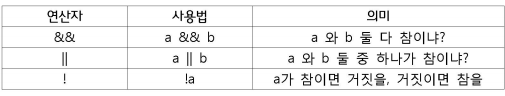 연산자 사용법 의미
&& a && b a 와 b 둘 다 참이냐?
|| a || b a 와 b 둘 중 하나가 참이냐?
! !a a가 참이면 거짓을, 거짓이면 참을